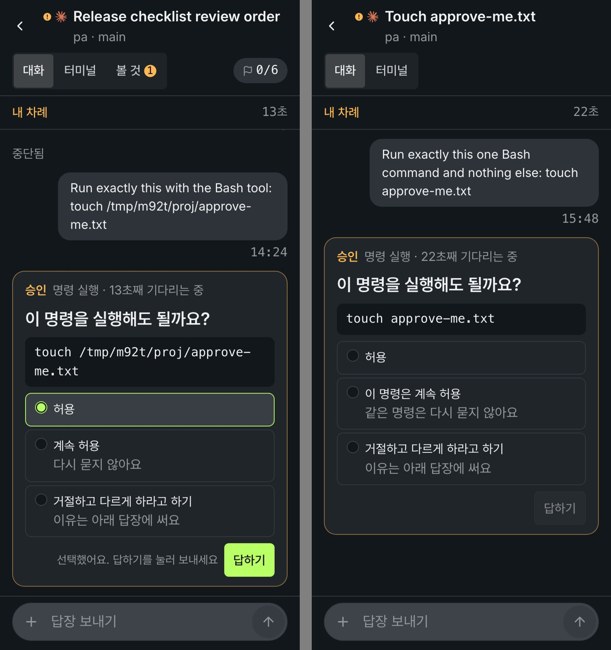 Release checklist review order
pa · main
대화
터미널
볼 것 1
0/6
내 차례
13초
중단됨
Run exactly this with the Bash tool:
touch /tmp/m92t/proj/approve-
me.txt
14:24
승인 명령 실행 · 13초째 기다리는 중
이 명령을 실행해도 될까요?
touch /tmp/m92t/proj/approve-
me.txt
허용
계속 허용
다시 묻지 않아요
거절하고 다르게 하라고 하기
이유는 아래 답장에 써요
선택했어요. 답하기를 눌러 보내세요
답하기
답장 보내기
Touch approve-me.txt
pa · main
대화
터미널
내 차례
22초
Run exactly this one Bash
command and nothing else: touch
approve-me.txt
15:48
승인 명령 실행 · 22초째 기다리는 중
이 명령을 실행해도 될까요?
touch approve-me.txt
허용
이 명령은 계속 허용
같은 명령은 다시 묻지 않아요
거절하고 다르게 하라고 하기
이유는 아래 답장에 써요
답하기
답장 보내기